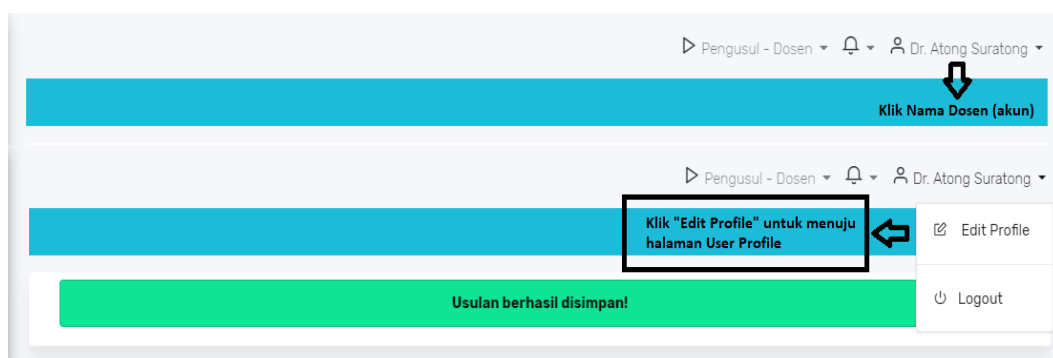 Pengusul - Dosen Dr. Atong Suratong
Klik Nama Dosen (akun)
Pengusul - Dosen Dr. Atong Suratong
Klik "Edit Profile" untuk menuju
halaman User Profile
Edit Profile
Usulan berhasil disimpan!
Logout